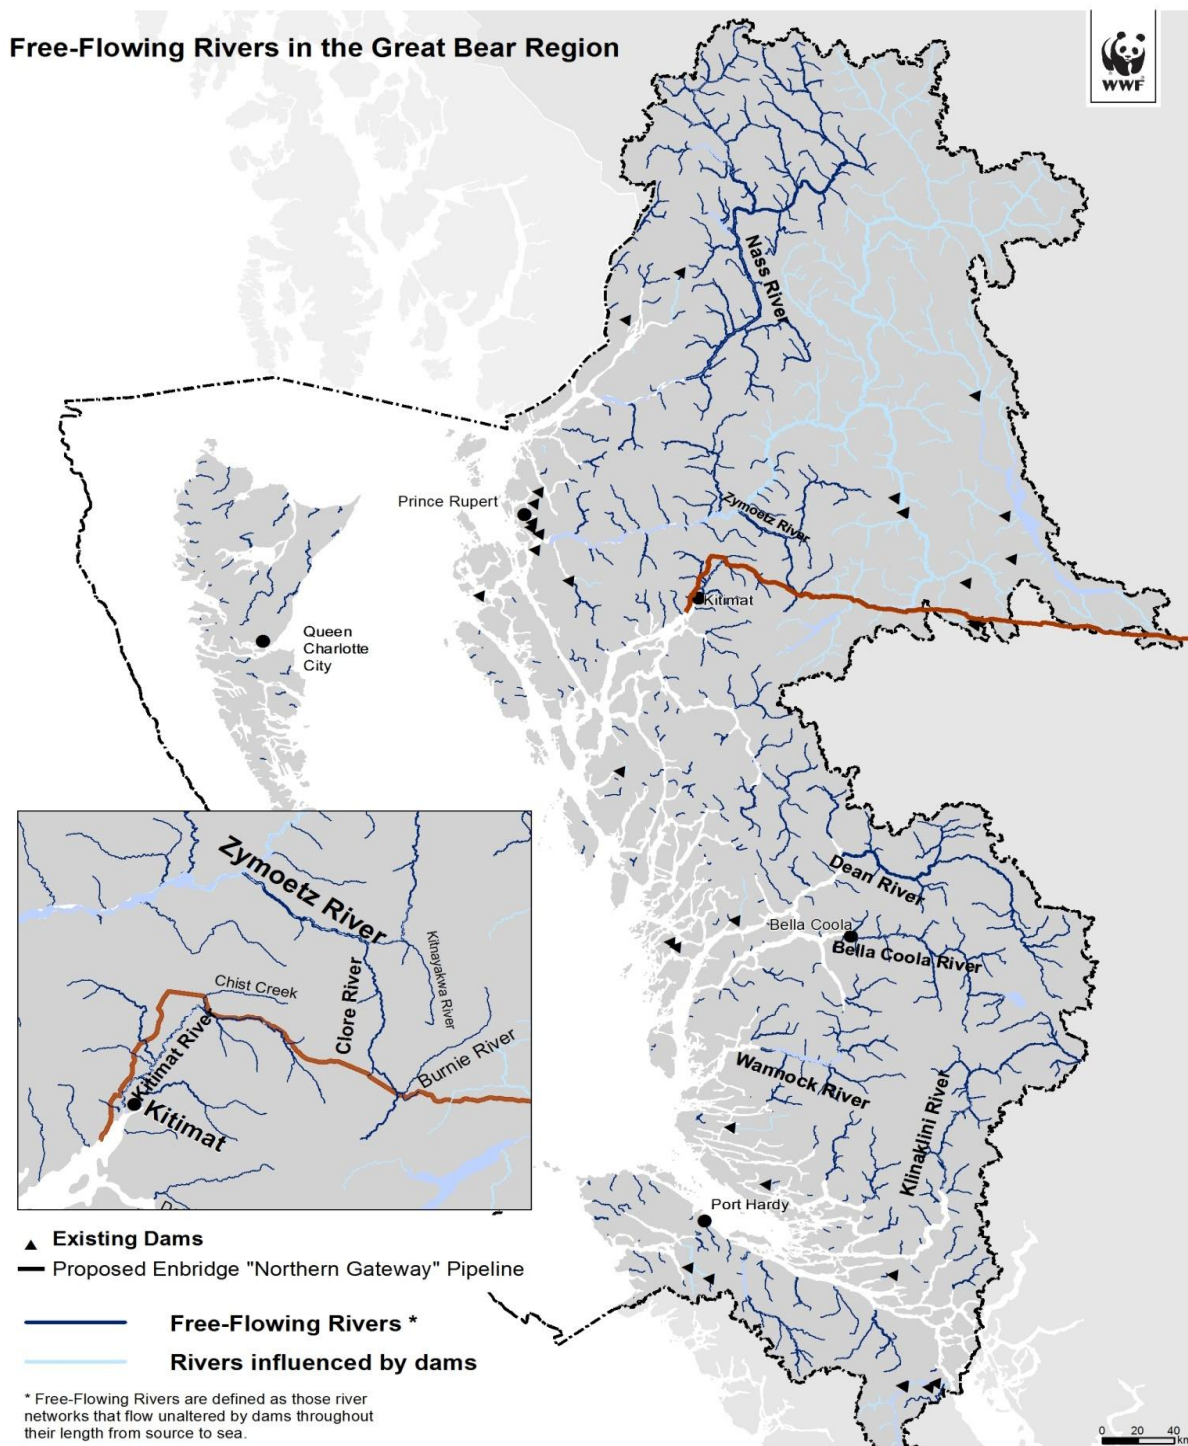 Free-Flowing Rivers in the Great Bear Region
WWF
Nass River
Prince Rupert
Zymoetz River
Kitimat
Queen
Charlotte
City
Dean River
Bella Coola
Bella Coola River
Wannock River
Klinaklini River
Port Hardy
Zymoetz River
Kitnayakwa River
Chist Creek
Clore River
Kitimat River
Burnie River
Kitimat
Existing Dams
Proposed Enbridge "Northern Gateway" Pipeline
Free-Flowing Rivers *
Rivers influenced by dams
* Free-Flowing Rivers are defined as those river
networks that flow unaltered by dams throughout
their length from source to sea.
0 20 40
km